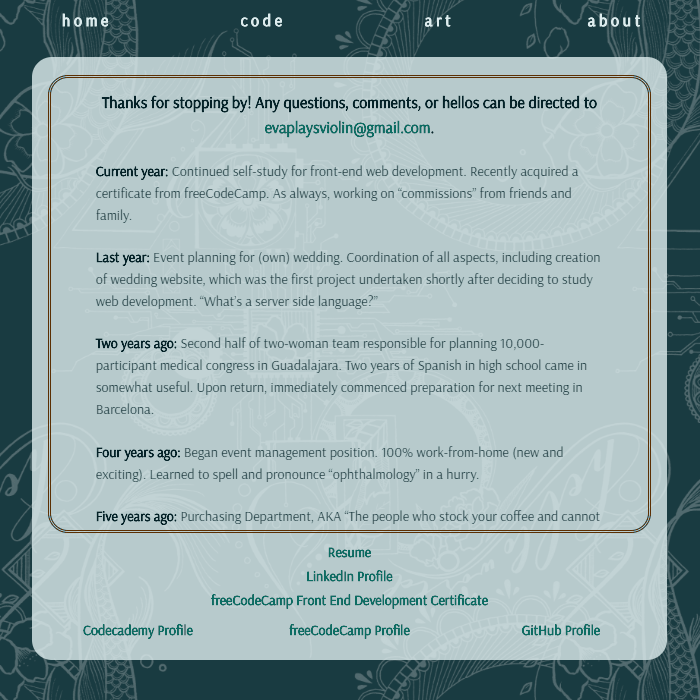 home code art about
Thanks for stopping by! Any questions, comments, or hellos can be directed to
evaplaysviolin@gmail.com.
Current year: Continued self-study for front-end web development. Recently acquired a
certificate from freeCodeCamp. As always, working on “commissions” from friends and
family.
Last year: Event planning for (own) wedding. Coordination of all aspects, including creation
of wedding website, which was the first project undertaken shortly after deciding to study
web development. “What's a server side language?”
Two years ago: Second half of two-woman team responsible for planning 10,000-
participant medical congress in Guadalajara. Two years of Spanish in high school came in
somewhat useful. Upon return, immediately commenced preparation for next meeting in
Barcelona.
Four years ago: Began event management position. 100% work-from-home (new and
exciting). Learned to spell and pronounce “ophthalmology” in a hurry.
Five years ago: Purchasing Department, AKA “The people who stock your coffee and cannot
Resume
LinkedIn Profile
freeCodeCamp Front End Development Certificate
Codecademy Profile freeCodeCamp Profile GitHub Profile